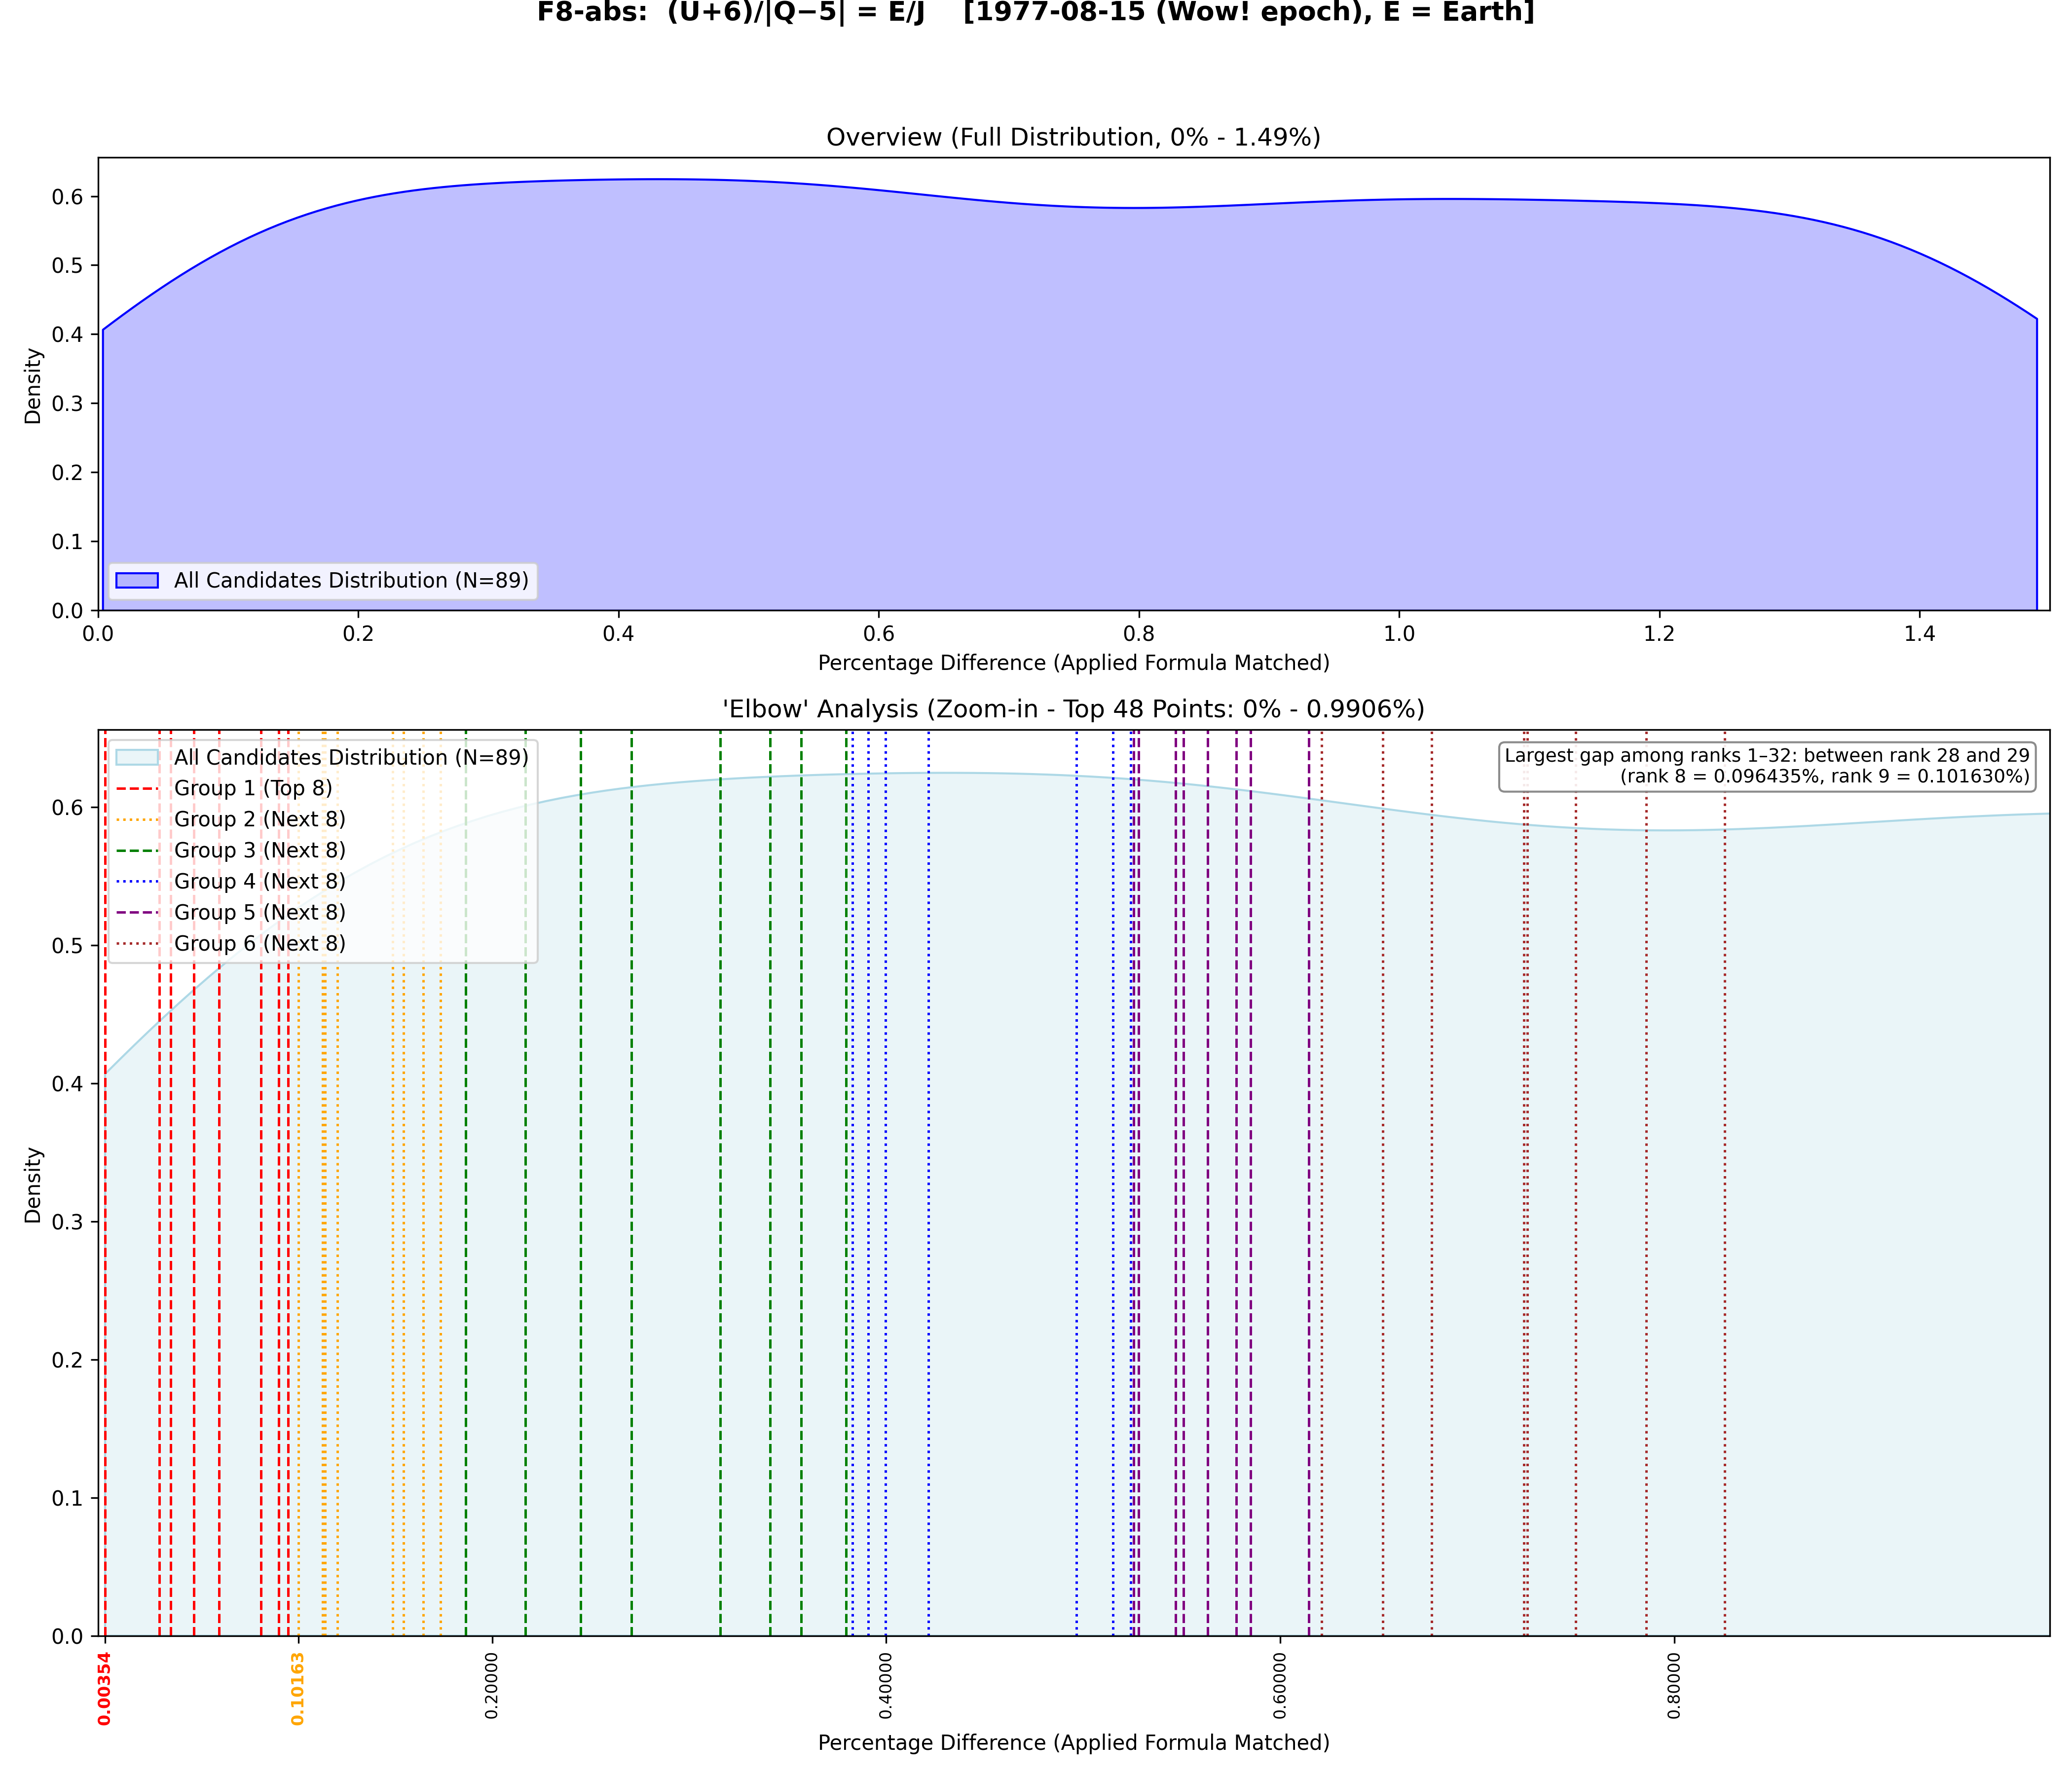 F8-abs:  (U+6)/|Q−5| = E/J    [1977-08-15 (Wow! epoch), E = Earth]
Overview (Full Distribution, 0% - 1.49%)
Density
0.6
0.5
0.4
0.3
0.2
0.1
0.0
All Candidates Distribution (N=89)
0.0 0.2 0.4 0.6 0.8 1.0 1.2 1.4
Percentage Difference (Applied Formula Matched)
'Elbow' Analysis (Zoom-in - Top 48 Points: 0% - 0.9906%)
All Candidates Distribution (N=89)
Group 1 (Top 8)
Group 2 (Next 8)
Group 3 (Next 8)
Group 4 (Next 8)
Group 5 (Next 8)
Group 6 (Next 8)
Largest gap among ranks 1–32: between rank 28 and 29
(rank 8 = 0.096435%, rank 9 = 0.101630%)
Density
0.6
0.5
0.4
0.3
0.2
0.1
0.0
0.00354 0.10163 0.20000 0.40000 0.60000 0.80000
Percentage Difference (Applied Formula Matched)